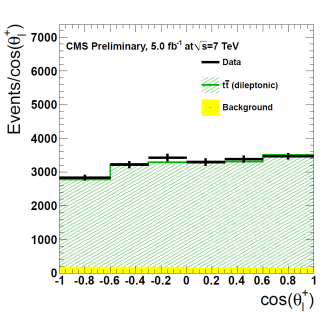 Events/cos(θ_l^+)
7000
CMS Preliminary, 5.0 fb⁻¹ at √s=7 TeV
Data
6000
tt̄ (dileptonic)
Background
5000
4000
3000
2000
1000
0
-1 -0.8 -0.6 -0.4 -0.2 0 0.2 0.4 0.6 0.8 1
cos(θ_l^+)